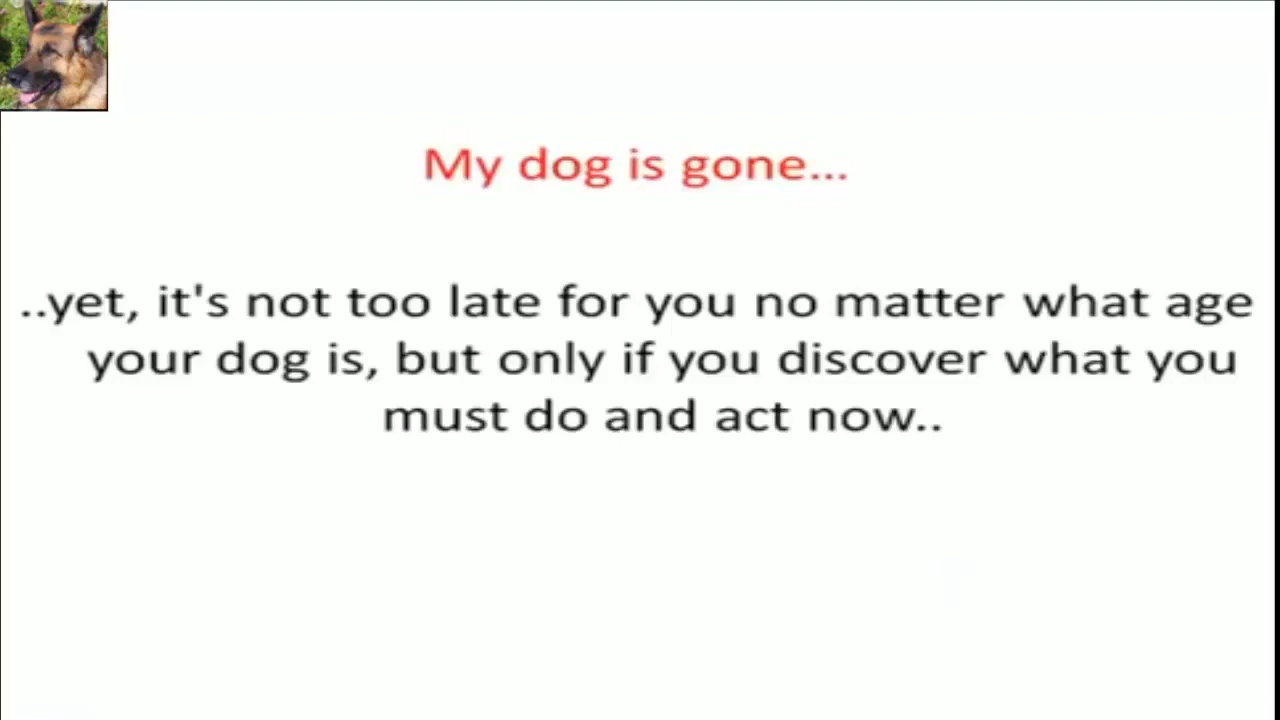 My dog is gone...
..yet, it's not too late for you no matter what age
your dog is, but only if you discover what you
must do and act now..